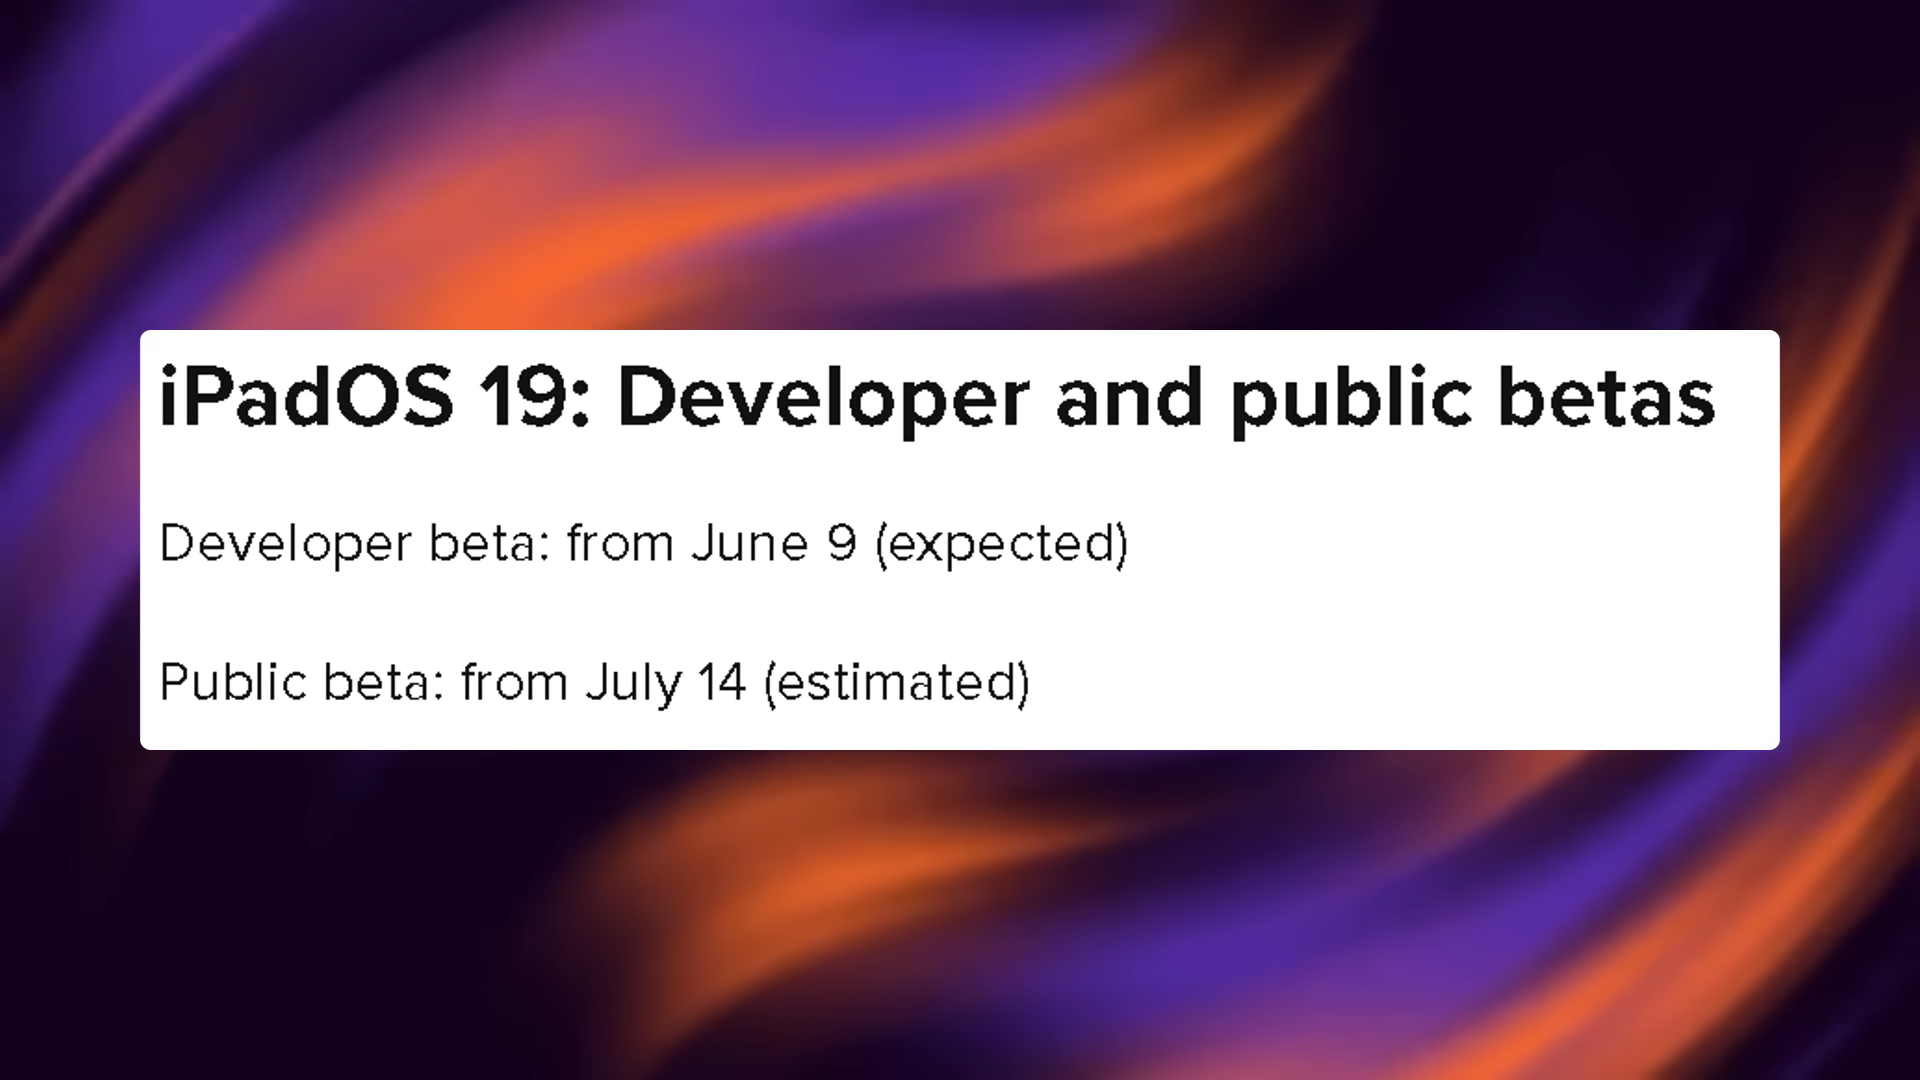 iPadOS 19: Developer and public betas
Developer beta: from June 9 (expected)
Public beta: from July 14 (estimated)